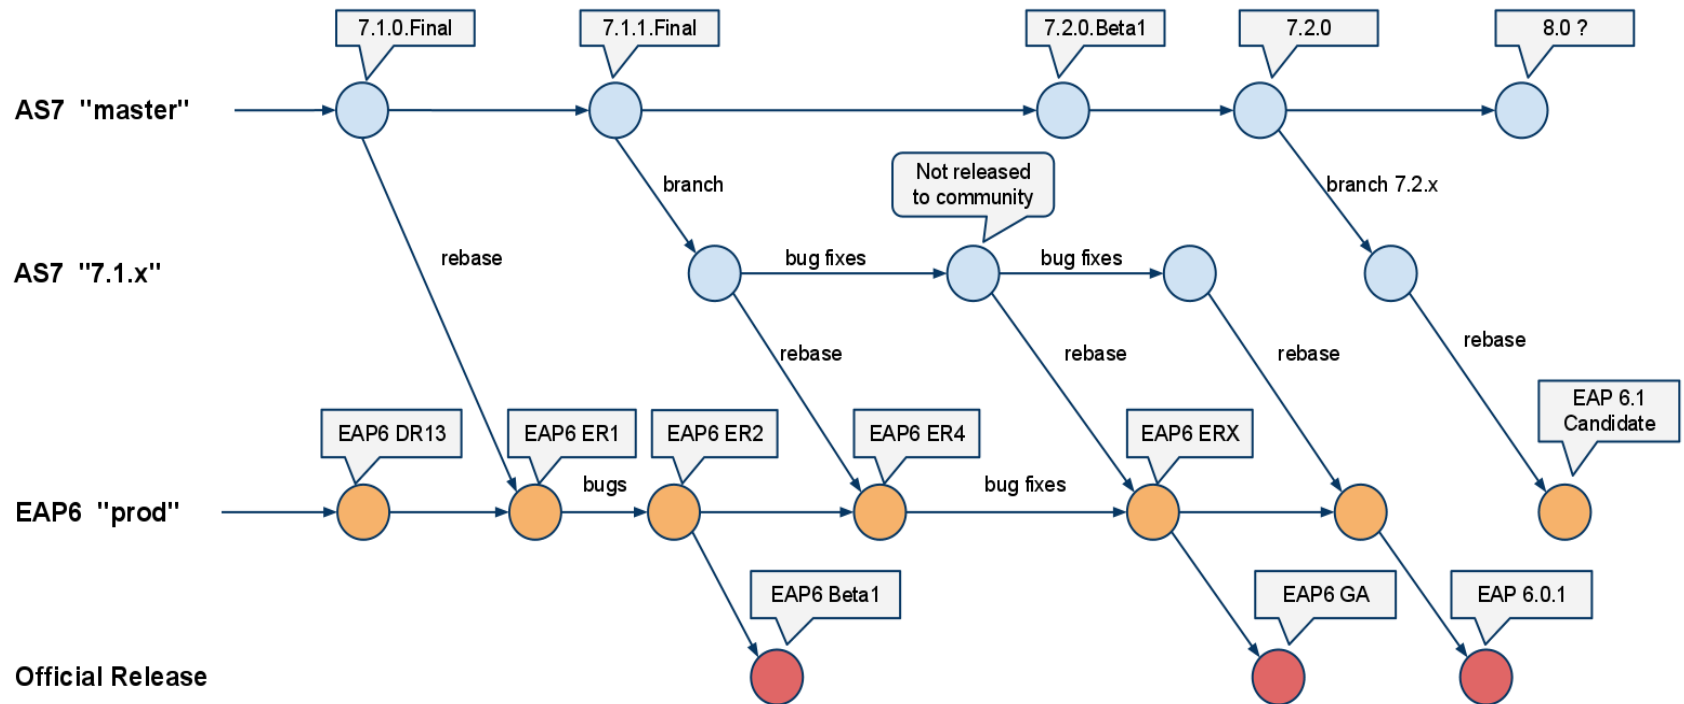 7.1.0.Final
7.1.1.Final
7.2.0.Beta1
7.2.0
8.0 ?
AS7 "master"
Not released
to community
branch
branch 7.2.x
AS7 "7.1.x"
rebase
bug fixes
bug fixes
rebase
rebase
rebase
rebase
EAP 6.1
Candidate
EAP6 DR13
EAP6 ER1
EAP6 ER2
EAP6 ER4
EAP6 ERX
bugs
bug fixes
EAP6 "prod"
EAP6 Beta1
EAP6 GA
EAP 6.0.1
Official Release